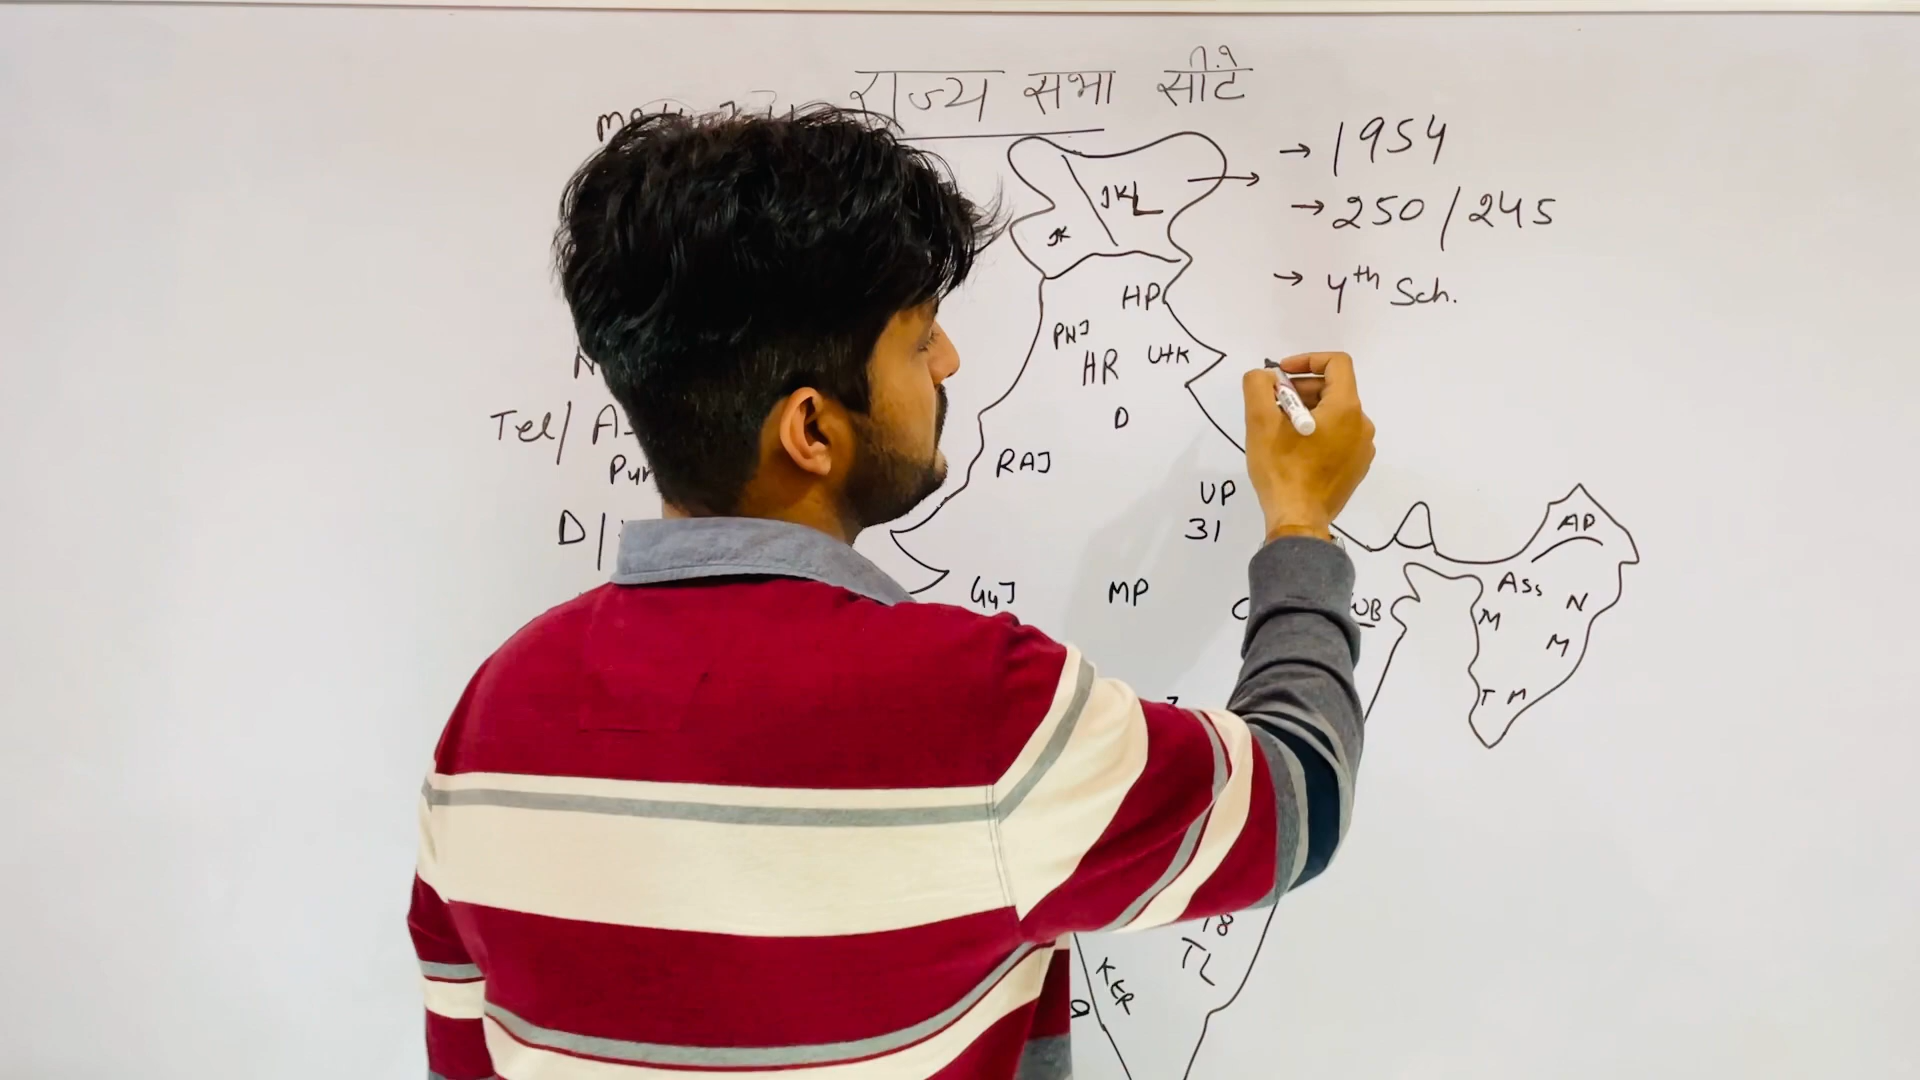 राज्य सभा सीटें
→ 1954
JKL
→ 250 / 245
JK
→ 4th Sch.
HP
PNJ
HR
UtK
D
Tel/
RAJ
UP
31
AP
D/
GUJ
MP
WB
Ass
N
M
M
T M
18
TL
KER